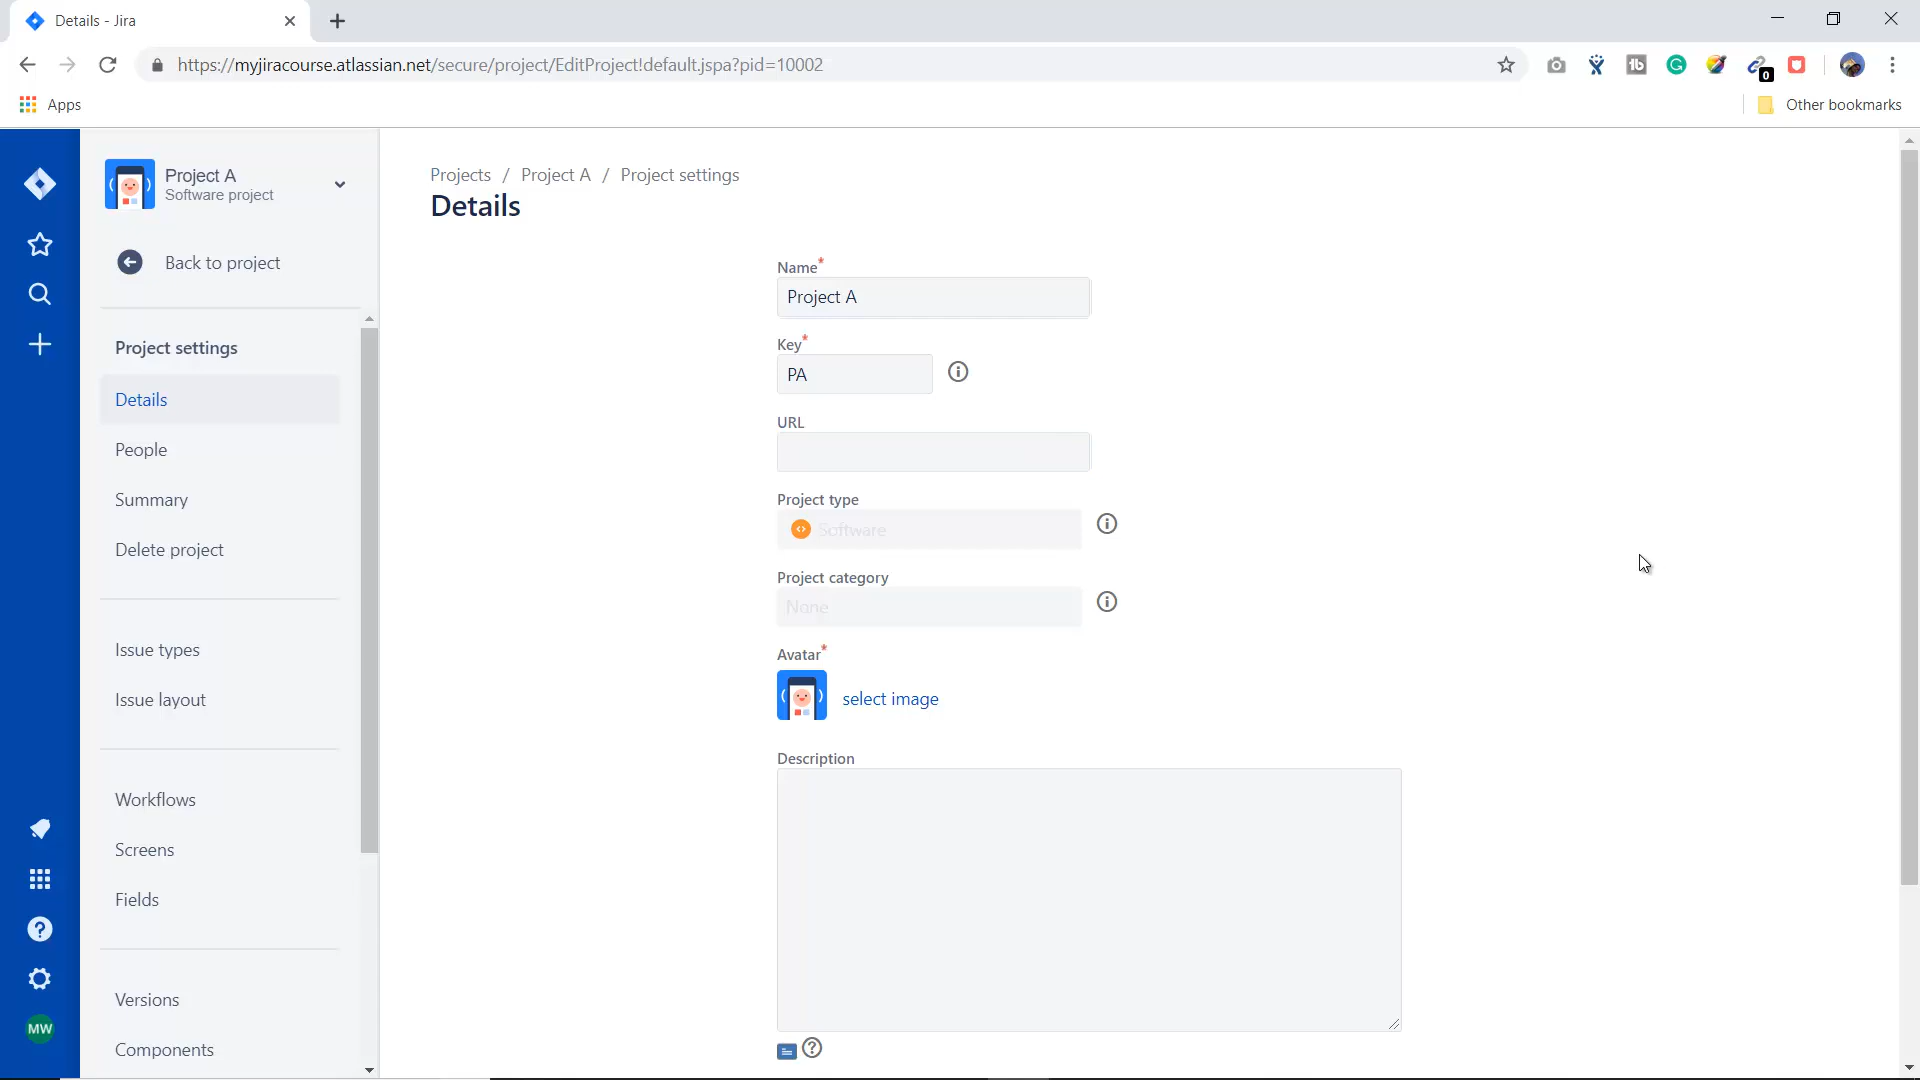 Details - Jira
https://myjiracourse.atlassian.net/secure/project/EditProject!default.jspa?pid=10002
0
Apps
Other bookmarks
Project A
Software project
Back to project
Project settings
Details
People
Summary
Delete project
Issue types
Issue layout
Workflows
Screens
Fields
Versions
Components
MW
Projects / Project A / Project settings
Details
Name*
Project A
Key*
PA
URL
Project type
Software
Project category
None
Avatar*
select image
Description